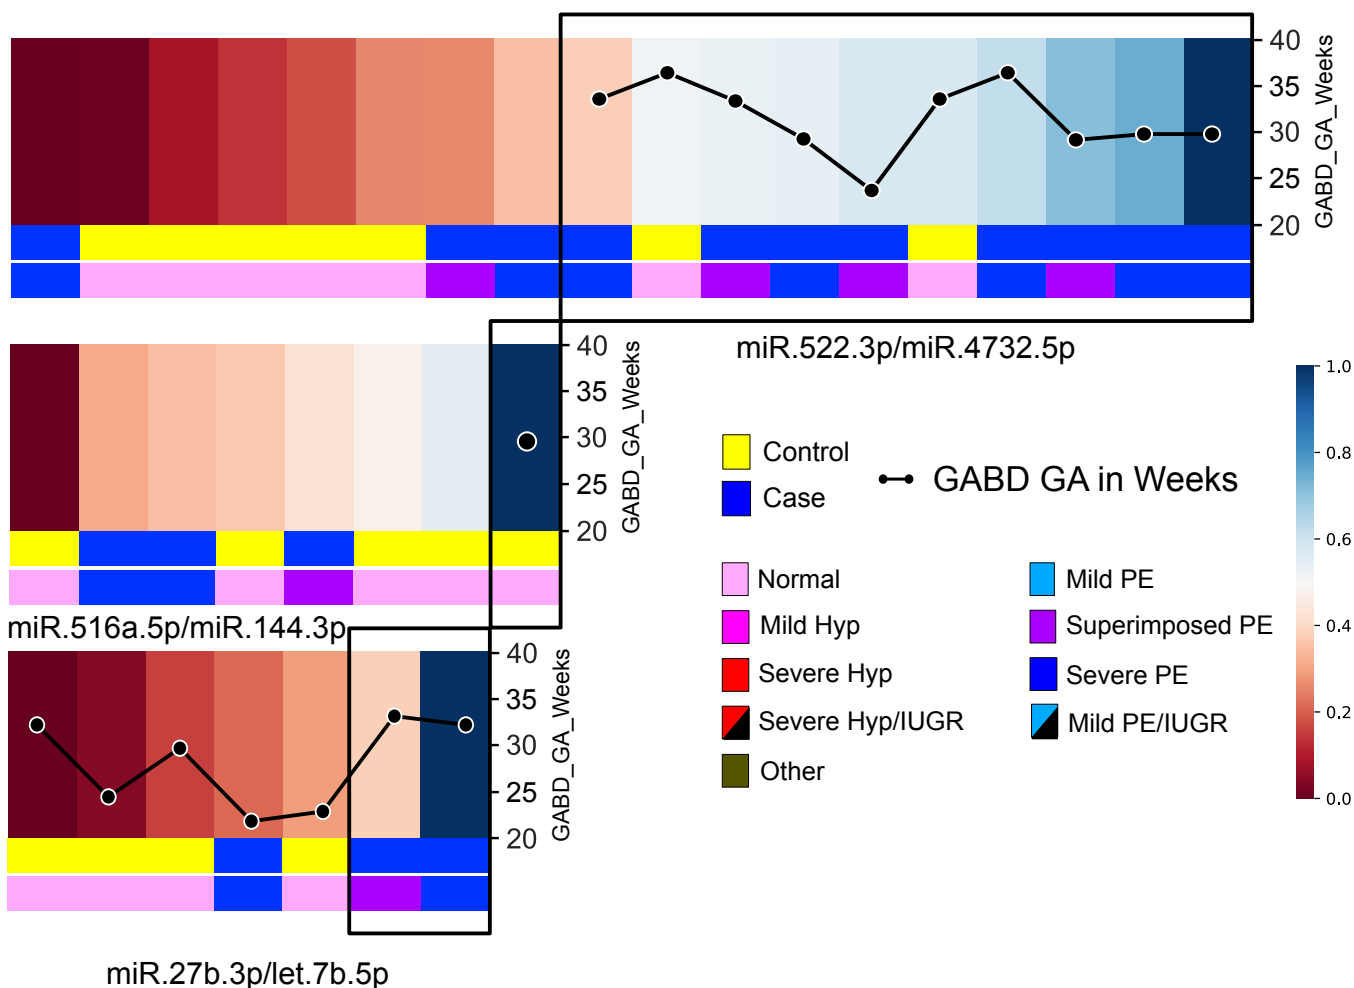 40
35
30
25
20
GABD_GA_Weeks
miR.522.3p/miR.4732.5p
40
35
30
25
20
GABD_GA_Weeks
miR.516a.5p/miR.144.3p
40
35
30
25
20
GABD_GA_Weeks
miR.27b.3p/let.7b.5p
Control
Case
GABD GA in Weeks
Normal
Mild Hyp
Severe Hyp
Severe Hyp/IUGR
Other
Mild PE
Superimposed PE
Severe PE
Mild PE/IUGR
1.0
0.8
0.6
0.4
0.2
0.0